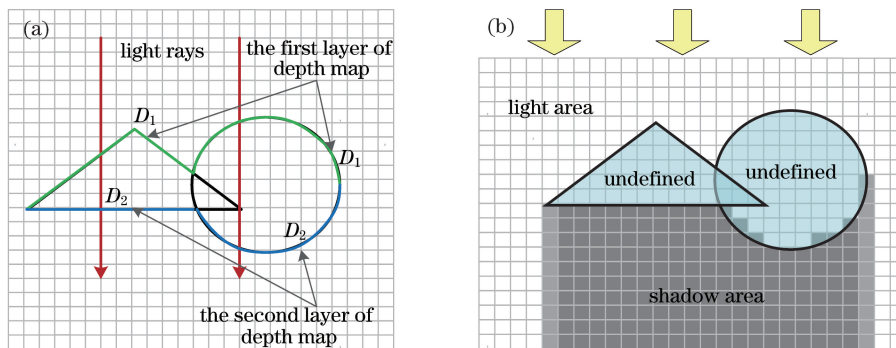 (a)
light rays
the first layer of
depth map
D1
D1
D2
D2
the second layer of
depth map
(b)
light area
undefined
undefined
shadow area